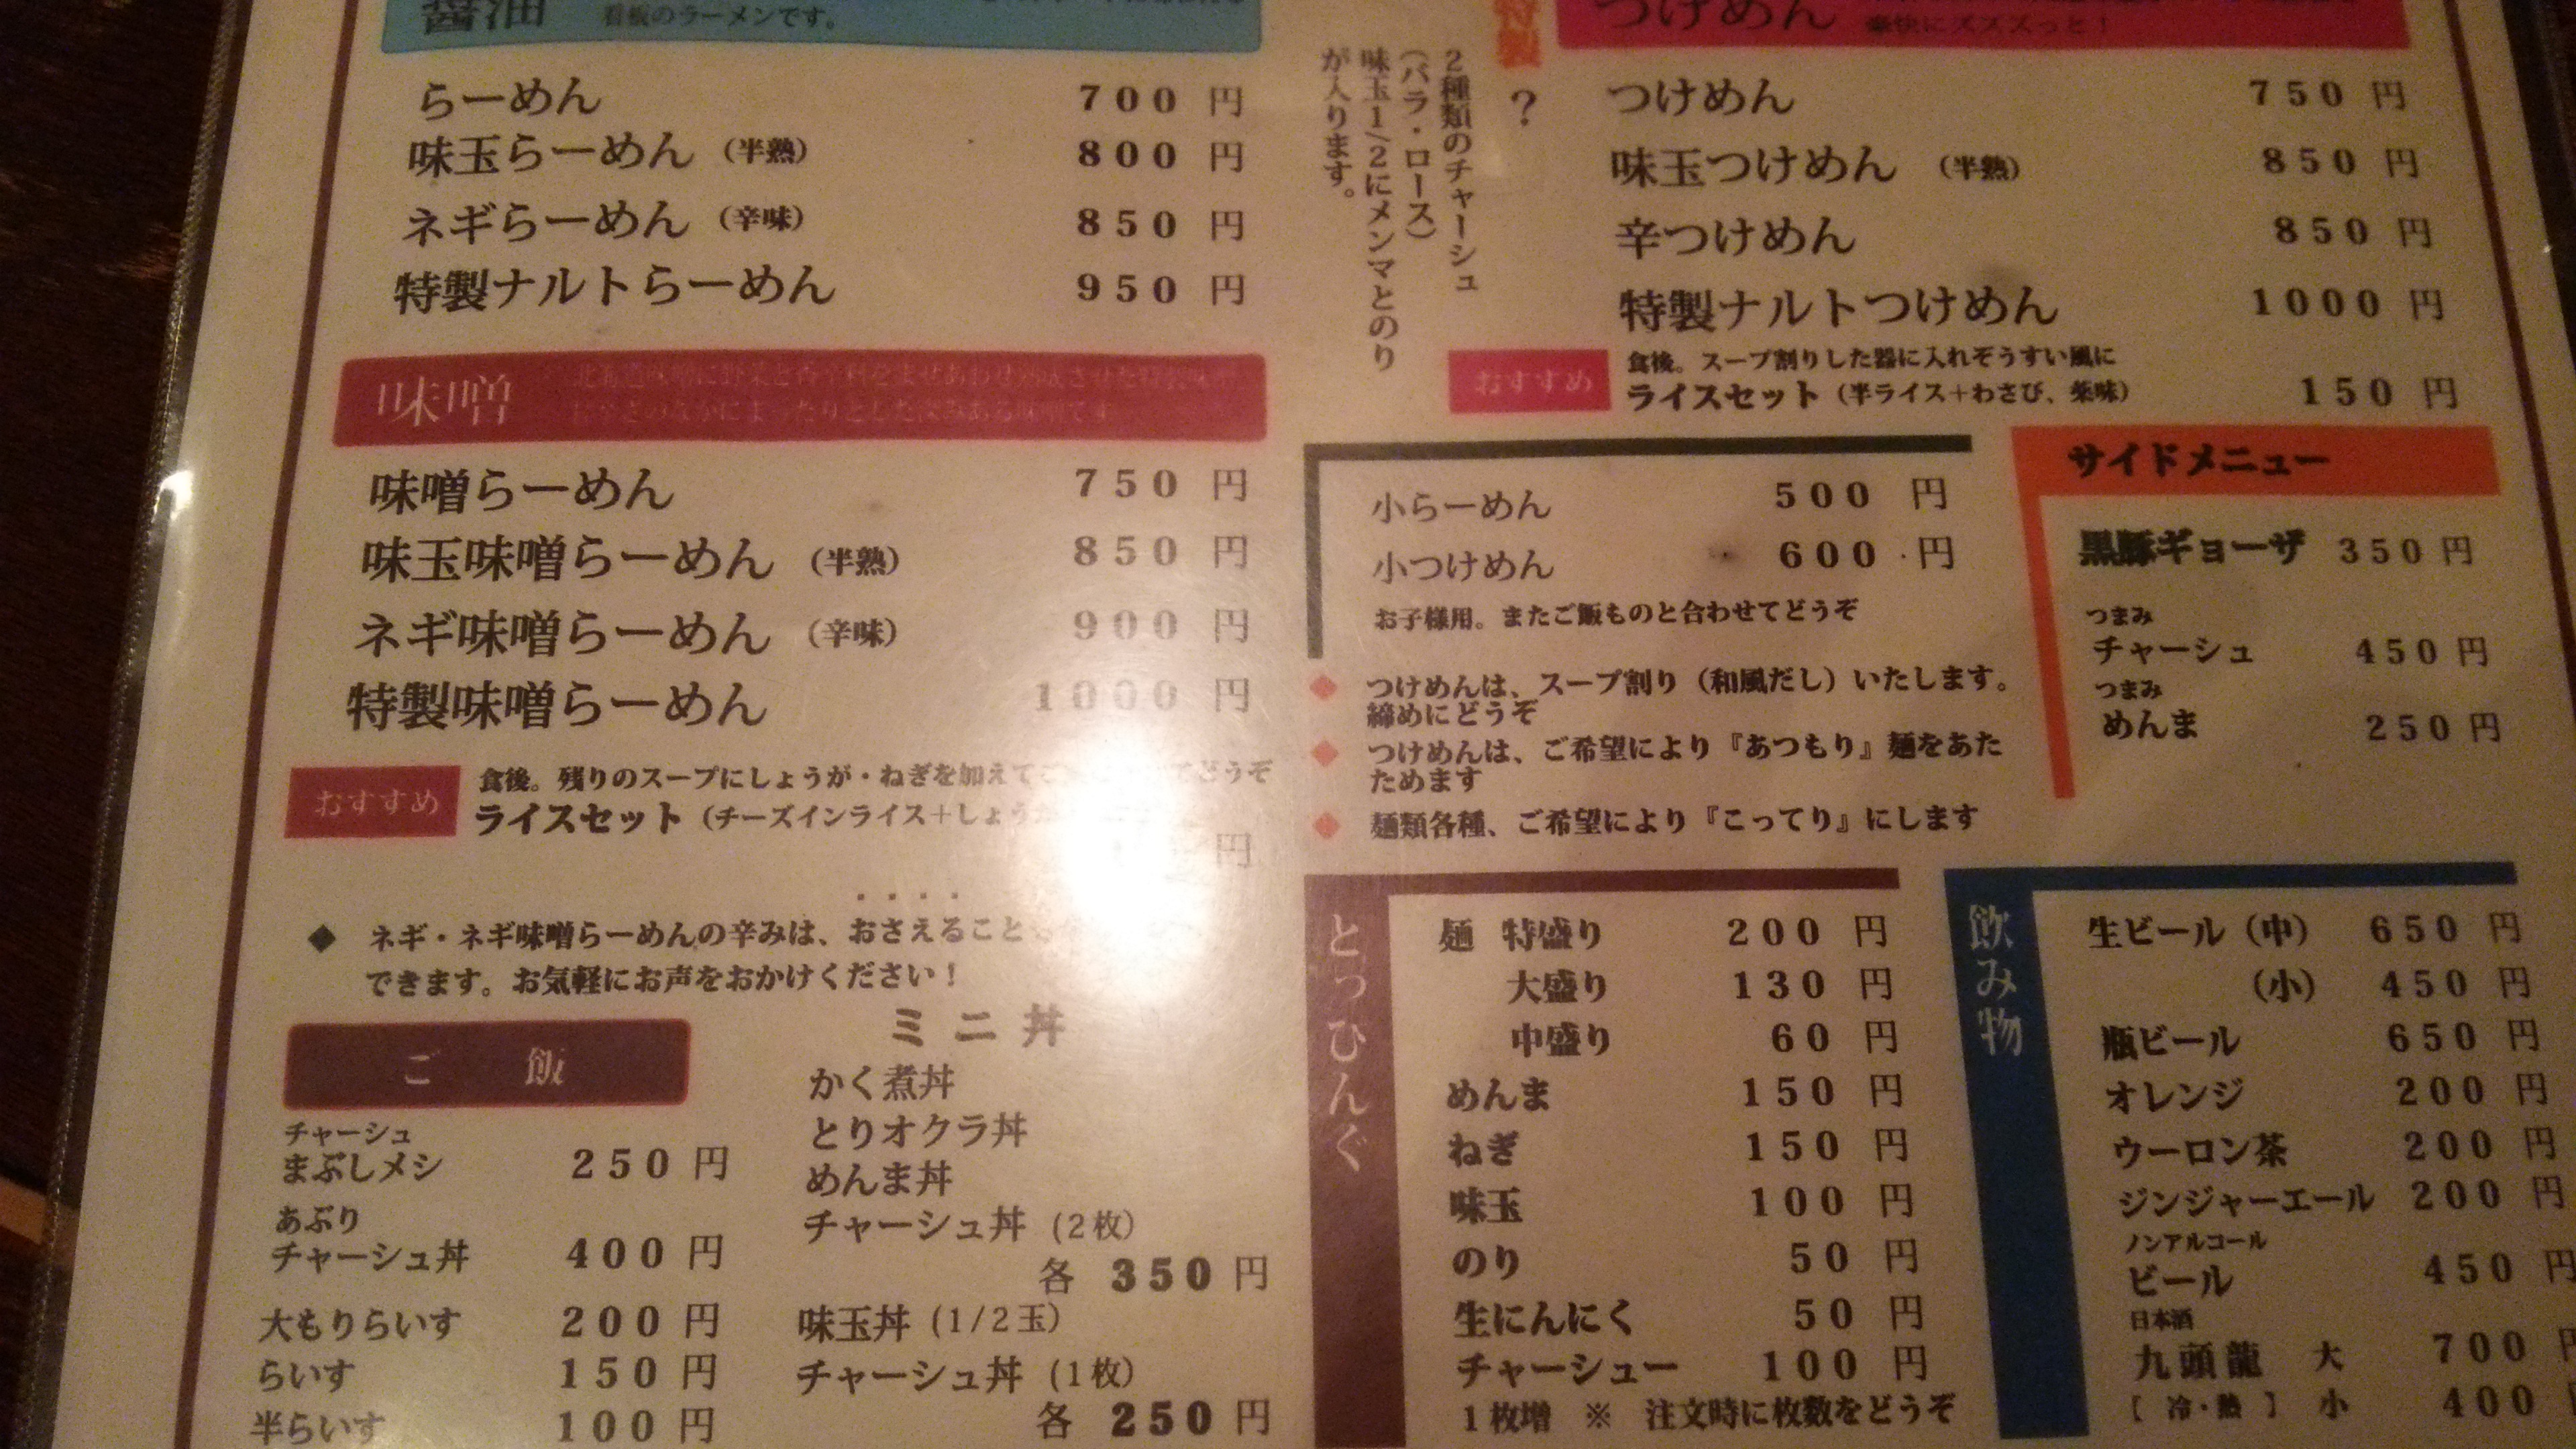 醤油
看板のラーメンです。
らーめん 700 円
味玉らーめん (半熟) 800 円
ネギらーめん (辛味) 850 円
特製ナルトらーめん 950 円
味噌
味噌らーめん 750 円
味玉味噌らーめん (半熟) 850 円
ネギ味噌らーめん (辛味) 900 円
特製味噌らーめん 1000 円
おすすめ
食後。残りのスープにしょうが・ねぎを加えて てどうぞ
ライスセット (チーズインライス+しょう
円
◆ ネギ・ネギ味噌らーめんの辛みは、おさえること
できます。お気軽にお声をおかけください!
ご飯
チャーシュ
まぶしメシ 250 円
あぶり
チャーシュ丼 400 円
大もりらいす 200 円
らいす 150 円
半らいす 100 円
ミニ丼
かく煮丼
とりオクラ丼
めんま丼
チャーシュ丼 (2枚)
各 350 円
味玉丼 (1/2玉)
チャーシュ丼 (1枚)
各 250 円
特製?
2種類のチャーシュ
(バラ・ロース)
味玉1/2にメンマとのり
が入ります。
つけめん
豪快にズズズっと!
つけめん 750 円
味玉つけめん (半熟) 850 円
辛つけめん 850 円
特製ナルトつけめん 1000 円
おすすめ
食後。スープ割りした器に入れぞうすい風に
ライスセット (半ライス+わさび、薬味) 150 円
小らーめん 500 円
小つけめん 600 円
お子様用。またご飯ものと合わせてどうぞ
◆ つけめんは、スープ割り(和風だし)いたします。
締めにどうぞ
◆ つけめんは、ご希望により『あつもり』麺をあた
ためます
◆ 麺類各種、ご希望により『こってり』にします
サイドメニュー
黒豚ギョーザ 350 円
つまみ
チャーシュ 450 円
つまみ
めんま 250 円
とっひんぐ
麺 特盛り 200 円
大盛り 130 円
中盛り 60 円
めんま 150 円
ねぎ 150 円
味玉 100 円
のり 50 円
生にんにく 50 円
チャーシュー 100 円
1枚増 ※ 注文時に枚数をどうぞ
飲み物
生ビール(中) 650 円
(小) 450 円
瓶ビール 650 円
オレンジ 200 円
ウーロン茶 200 円
ジンジャーエール 200 円
ノンアルコール
ビール 450 円
日本酒
九頭龍 大 700 円
[冷・熱] 小 400